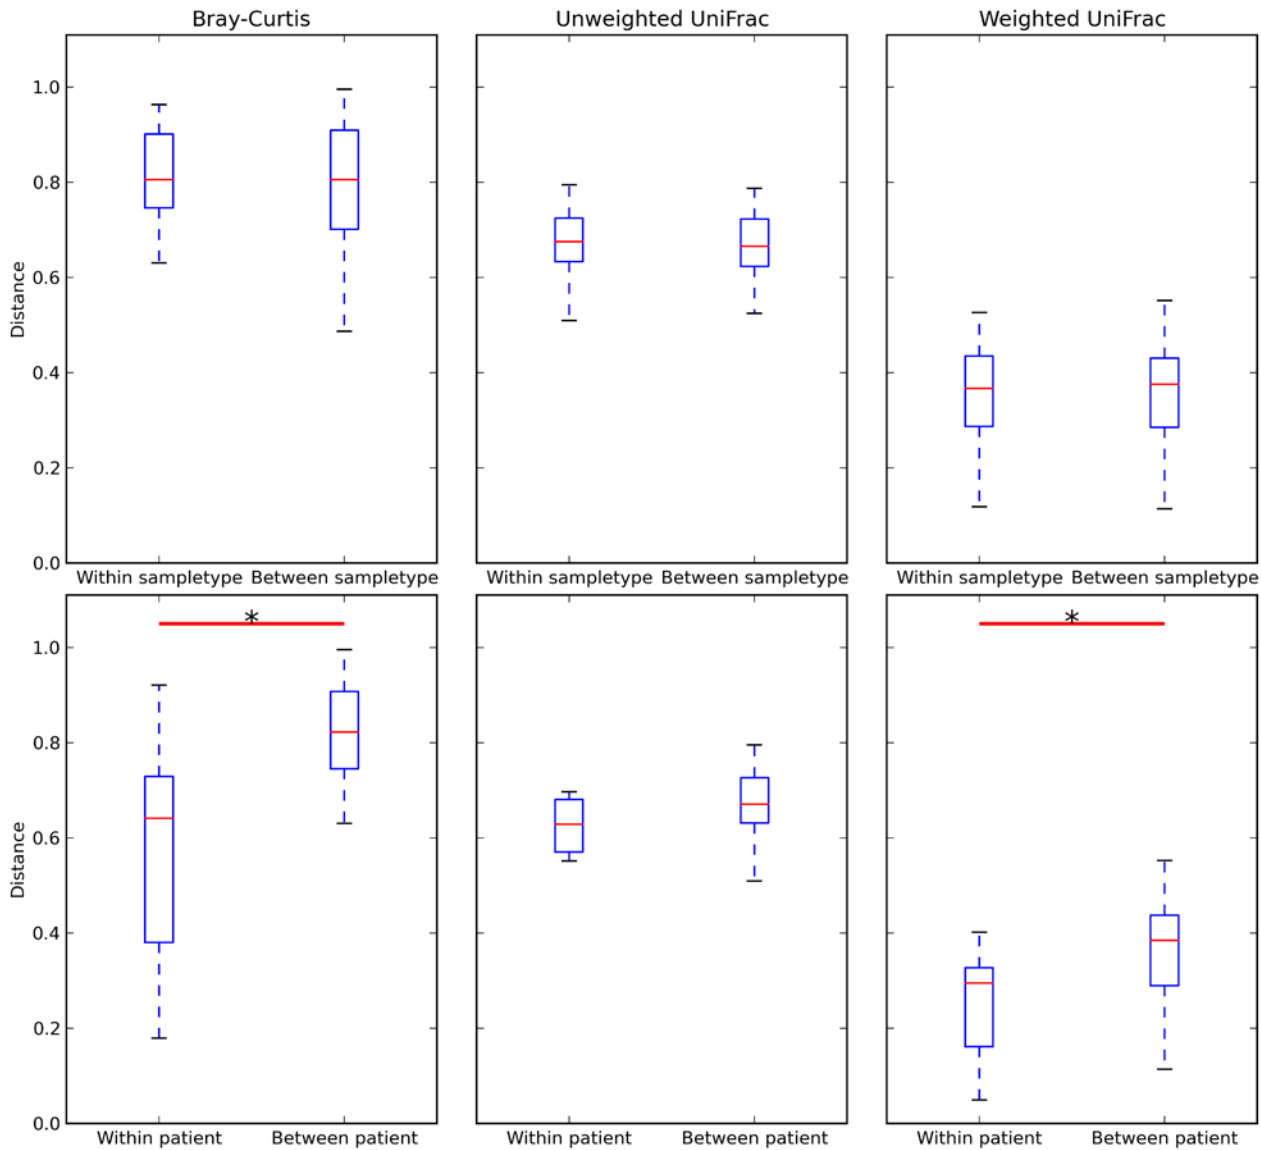 Bray-Curtis Unweighted UniFrac Weighted UniFrac
1.0
0.8
0.6
0.4
0.2
0.0
Distance
Within sampletype Between sampletype Within sampletype Between sampletype Within sampletype Between sampletype
* *
1.0
0.8
0.6
0.4
0.2
0.0
Distance
Within patient Between patient Within patient Between patient Within patient Between patient